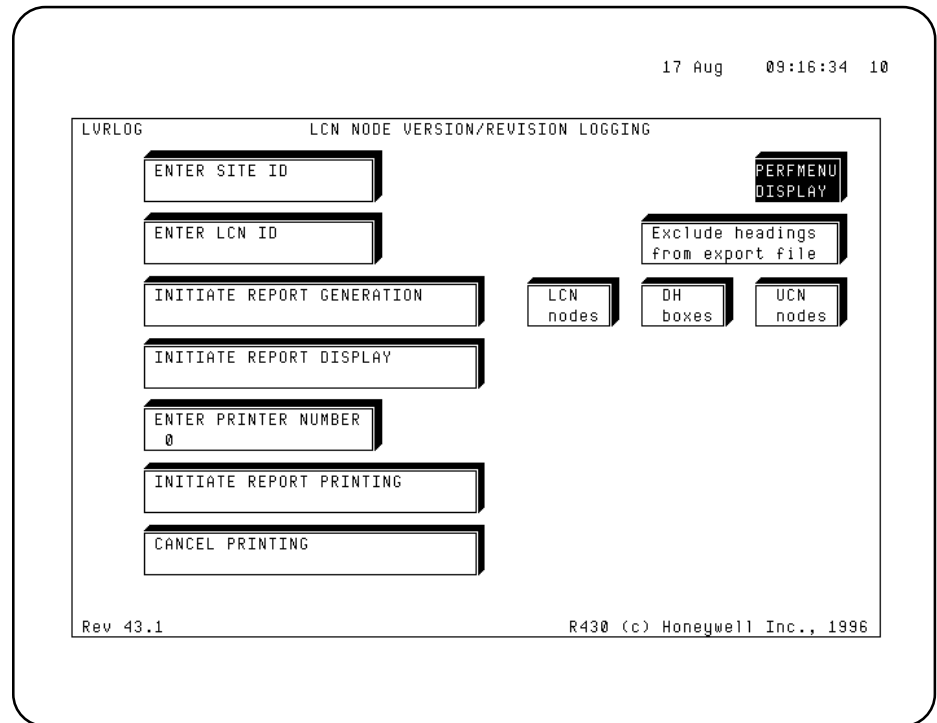 17 Aug 09:16:34 10
LVRLOG LCN NODE VERSION/REVISION LOGGING
ENTER SITE ID
PERFMENU
DISPLAY
ENTER LCN ID
Exclude headings
from export file
INITIATE REPORT GENERATION
LCN
nodes
DH
boxes
UCN
nodes
INITIATE REPORT DISPLAY
ENTER PRINTER NUMBER
0
INITIATE REPORT PRINTING
CANCEL PRINTING
Rev 43.1 R430 (c) Honeywell Inc., 1996